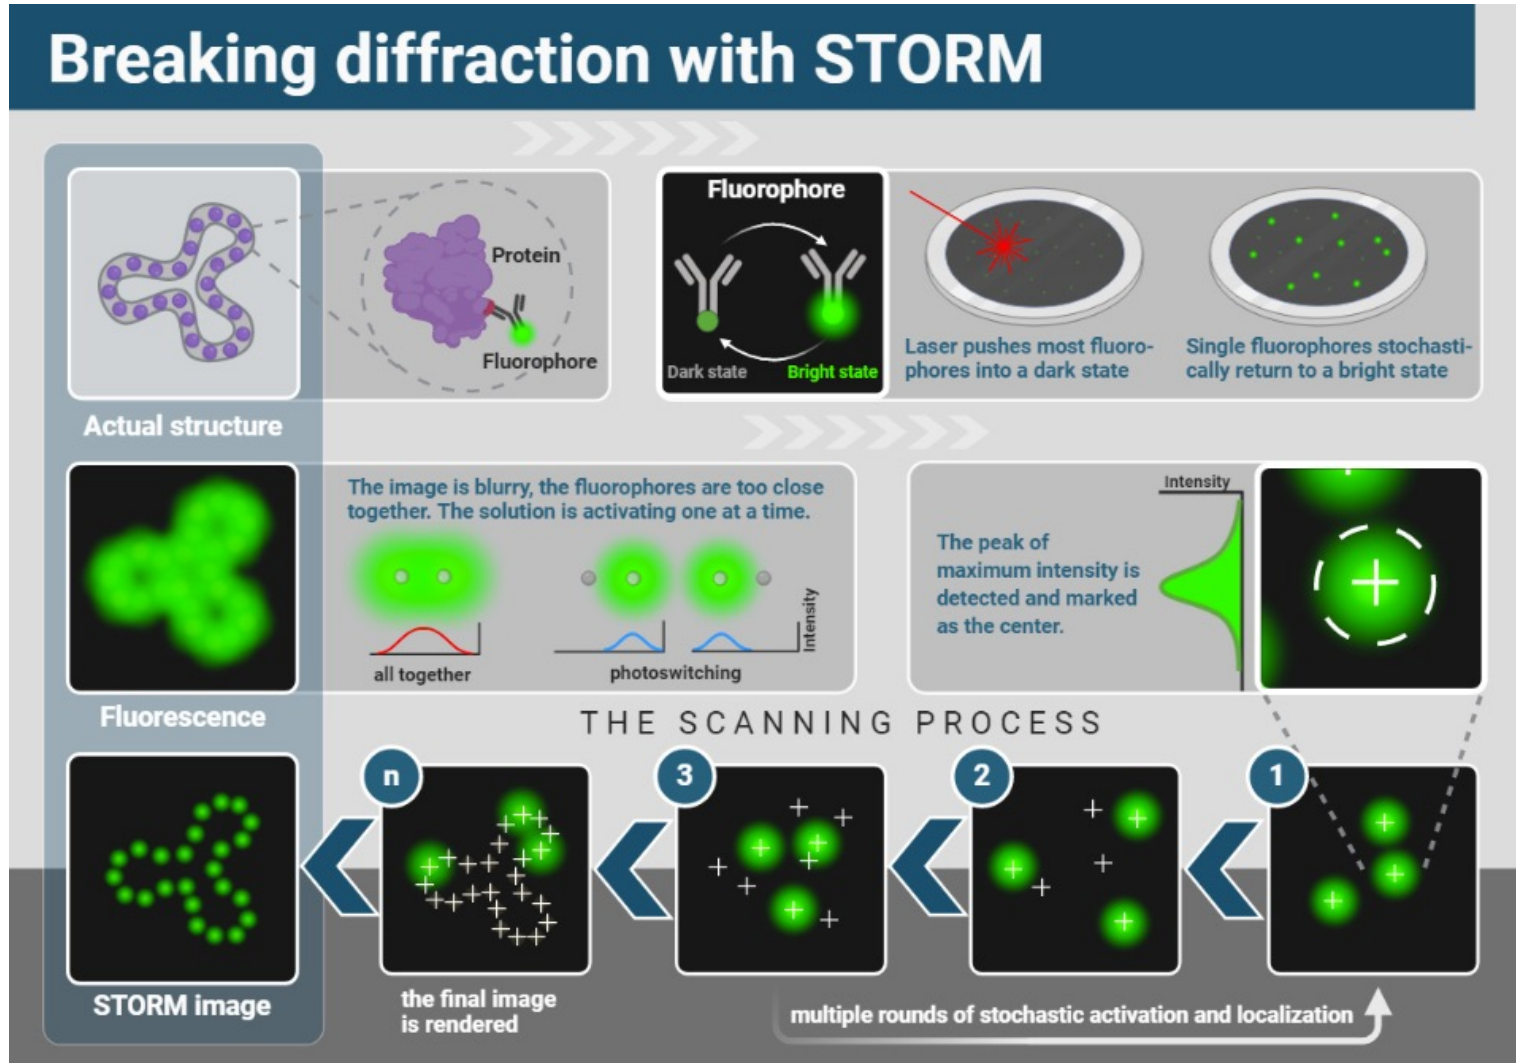 Breaking diffraction with STORM
Protein
Fluorophore
Actual structure
Fluorophore
Dark state
Bright state
Laser pushes most fluoro-
phores into a dark state
Single fluorophores stochasti-
cally return to a bright state
The image is blurry, the fluorophores are too close
together. The solution is activating one at a time.
all together
photoswitching
Intensity
Fluorescence
The peak of
maximum intensity is
detected and marked
as the center.
Intensity
THE SCANNING PROCESS
n
3
2
1
STORM image
the final image
is rendered
multiple rounds of stochastic activation and localization